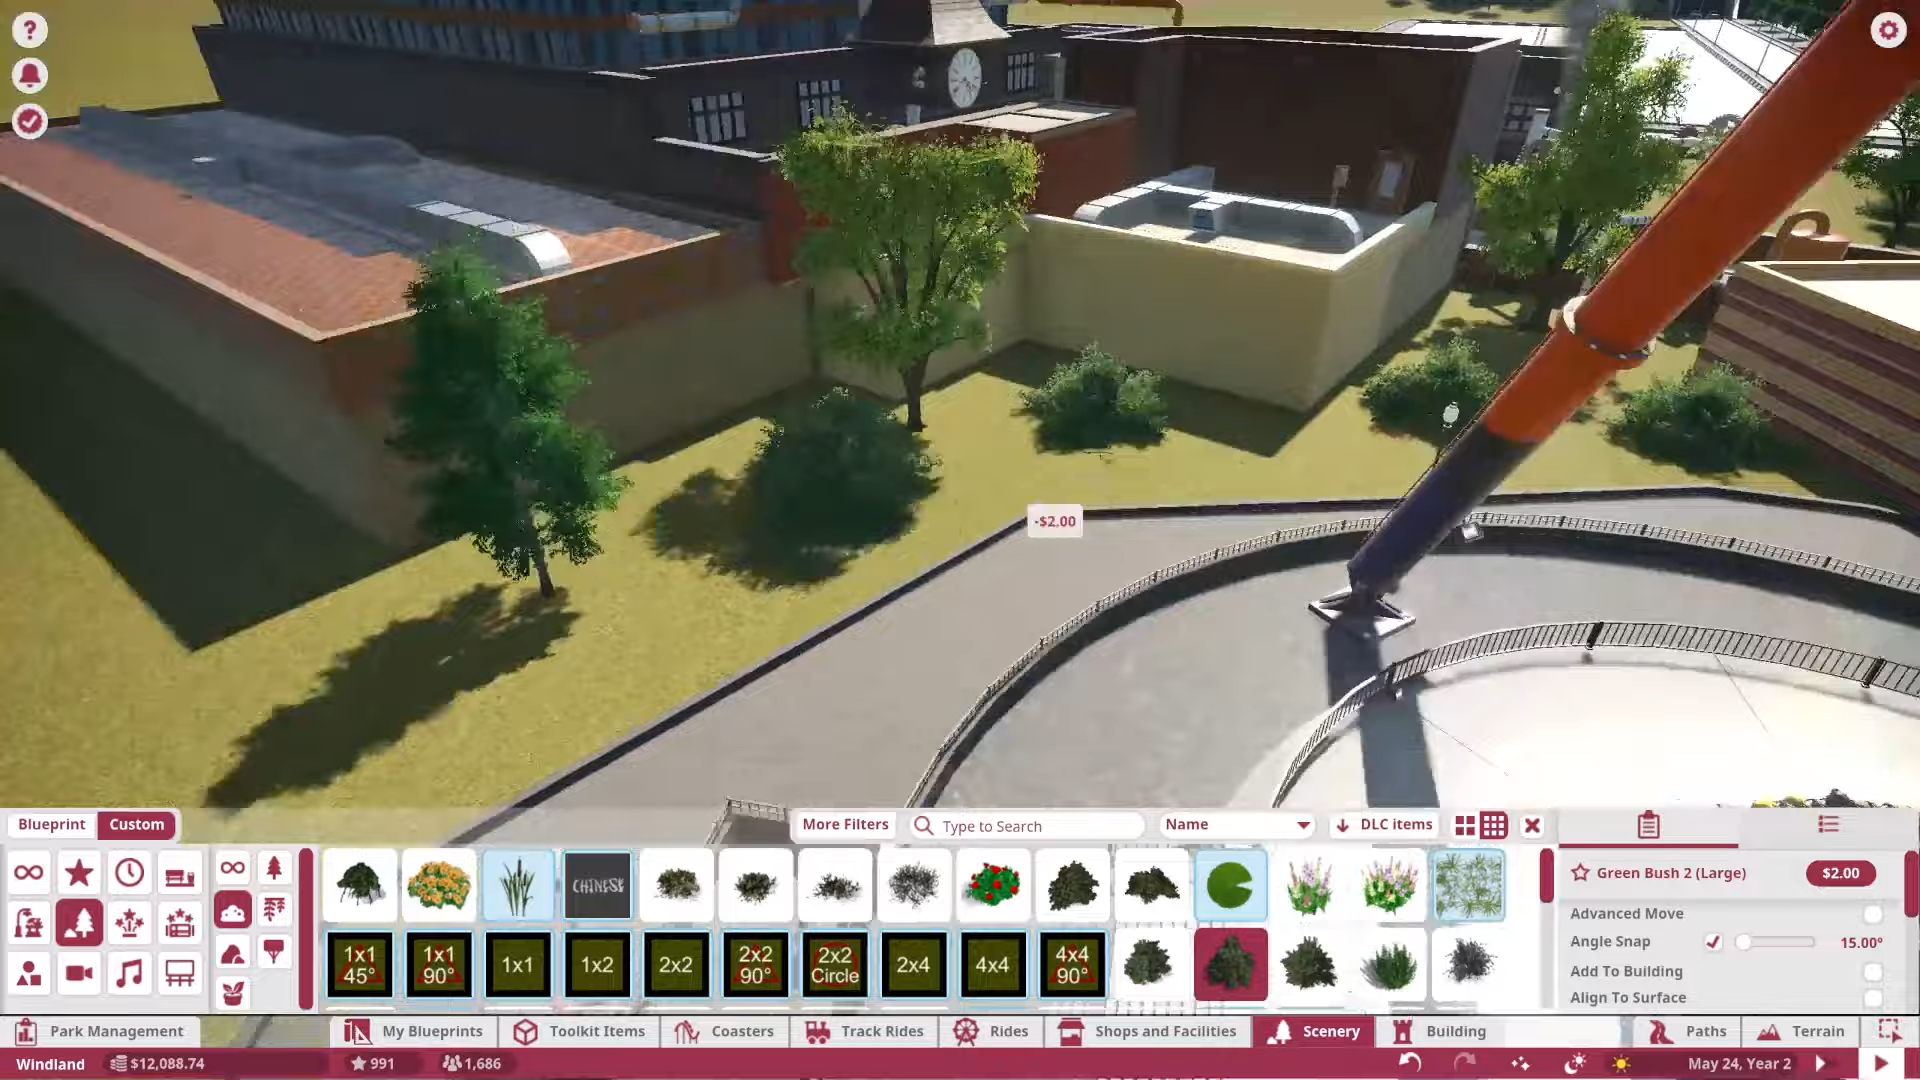 -$2.00
Blueprint
Custom
More Filters
Type to Search
Name
DLC items
CHINESE
Green Bush 2 (Large)
$2.00
Advanced Move
Angle Snap
15.00°
Add To Building
Align To Surface
1x1
45°
1x1
90°
1x1
1x2
2x2
2x2
90°
2x2
Circle
2x4
4x4
4x4
90°
Park Management
My Blueprints
Toolkit Items
Coasters
Track Rides
Rides
Shops and Facilities
Scenery
Building
Paths
Terrain
Windland
$12,088.74
991
1,686
May 24, Year 2